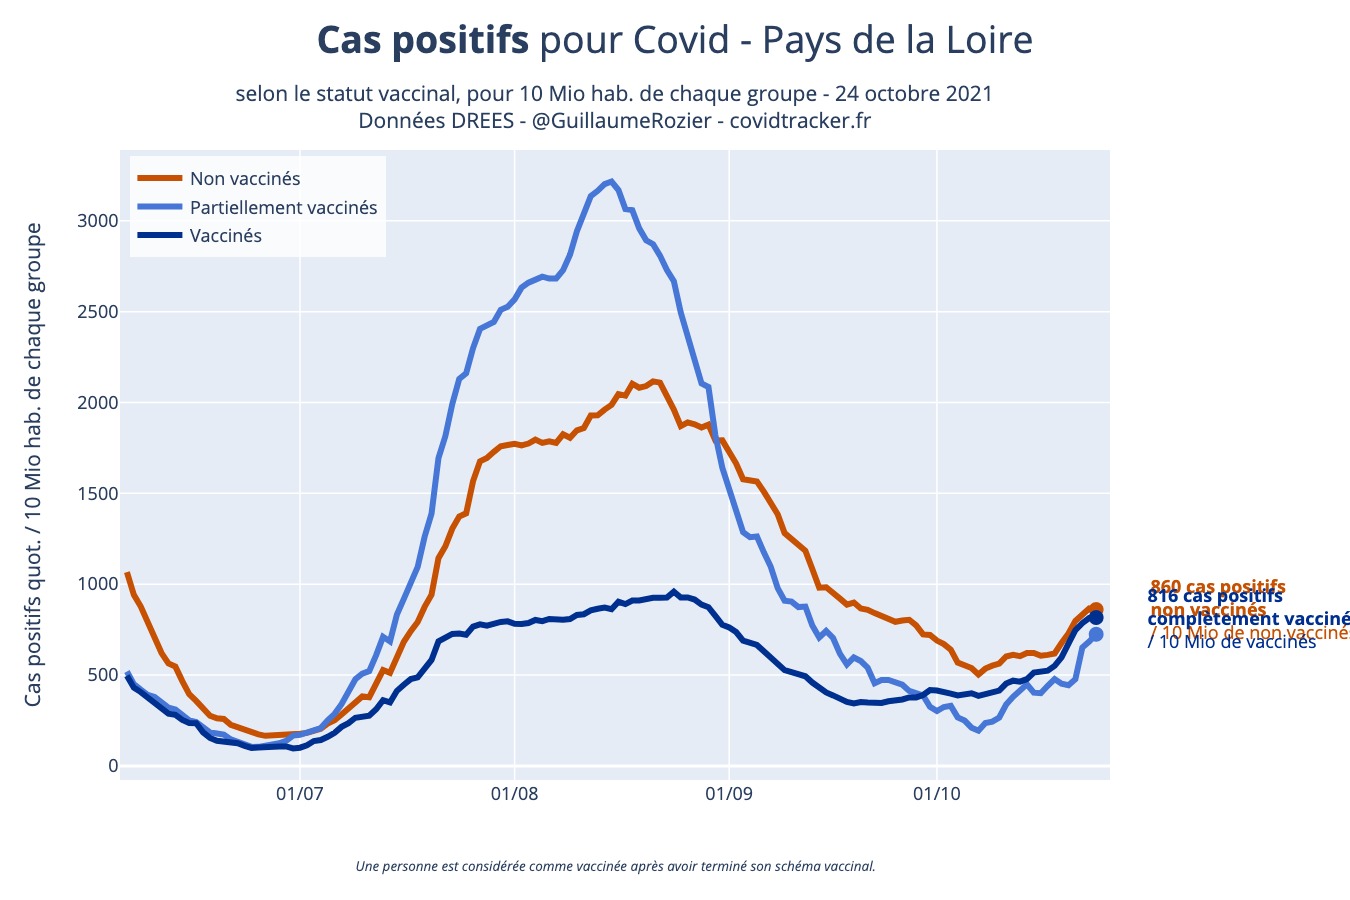 Cas positifs pour Covid - Pays de la Loire
selon le statut vaccinal, pour 10 Mio hab. de chaque groupe - 24 octobre 2021
Données DREES - @GuillaumeRozier - covidtracker.fr
Non vaccinés
Partiellement vaccinés
Vaccinés
Cas positifs quot. / 10 Mio hab. de chaque groupe
3000
2500
2000
1500
1000
500
0
01/07
01/08
01/09
01/10
860 cas positifs
non vaccinés
/ 10 Mio de non vaccinés
816 cas positifs
complètement vacciné
/ 10 Mio de vaccinés
Une personne est considérée comme vaccinée après avoir terminé son schéma vaccinal.